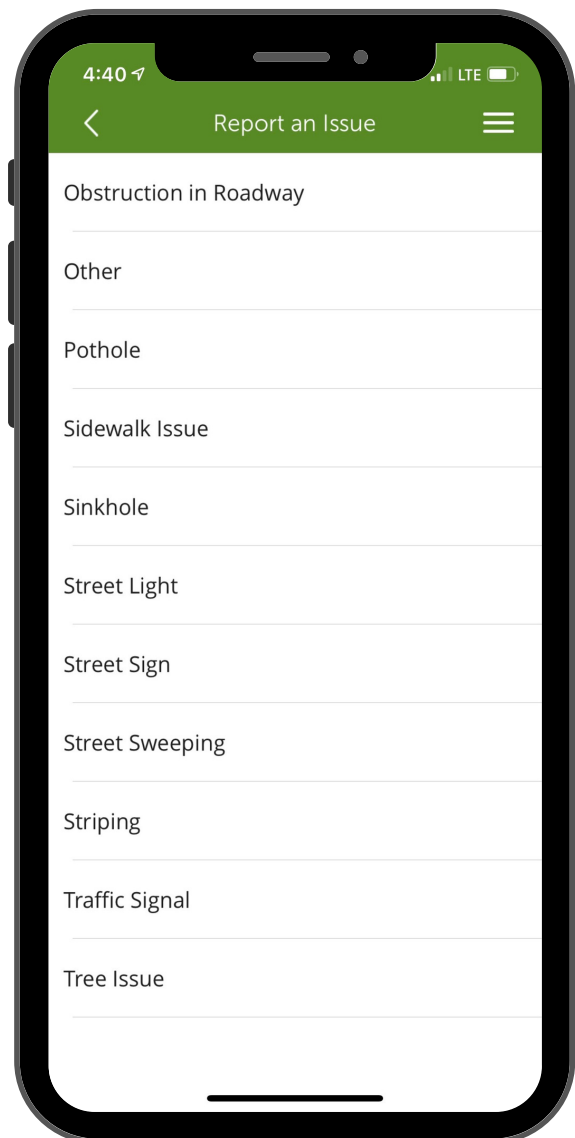 4:40
LTE
Report an Issue
Obstruction in Roadway
Other
Pothole
Sidewalk Issue
Sinkhole
Street Light
Street Sign
Street Sweeping
Striping
Traffic Signal
Tree Issue